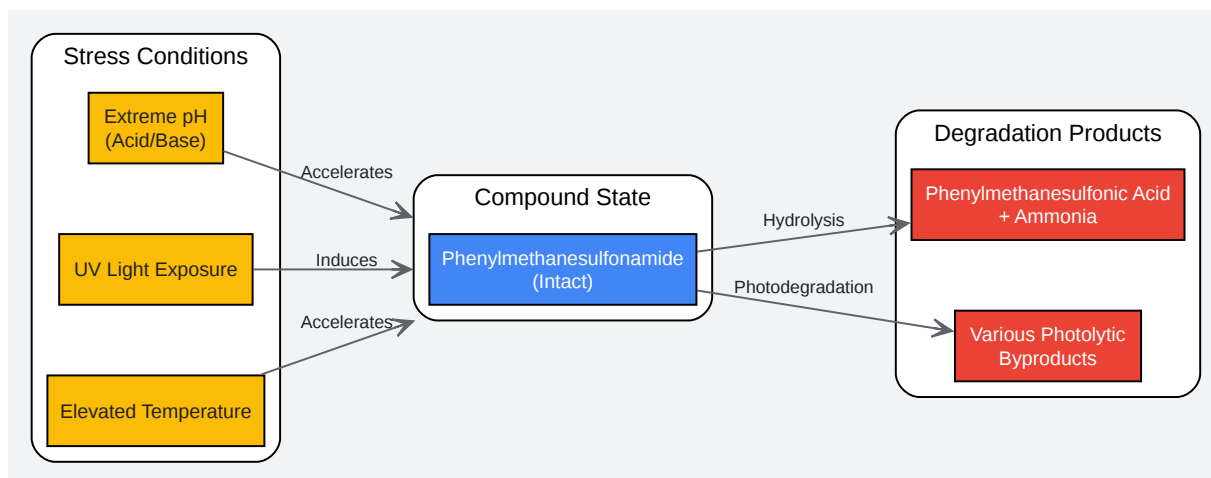 Stress Conditions
Extreme pH
(Acid/Base)
UV Light Exposure
Elevated Temperature
Accelerates
Induces
Accelerates
Compound State
Phenylmethanesulfonamide
(Intact)
Hydrolysis
Photodegradation
Degradation Products
Phenylmethanesulfonic Acid
+ Ammonia
Various Photolytic
Byproducts